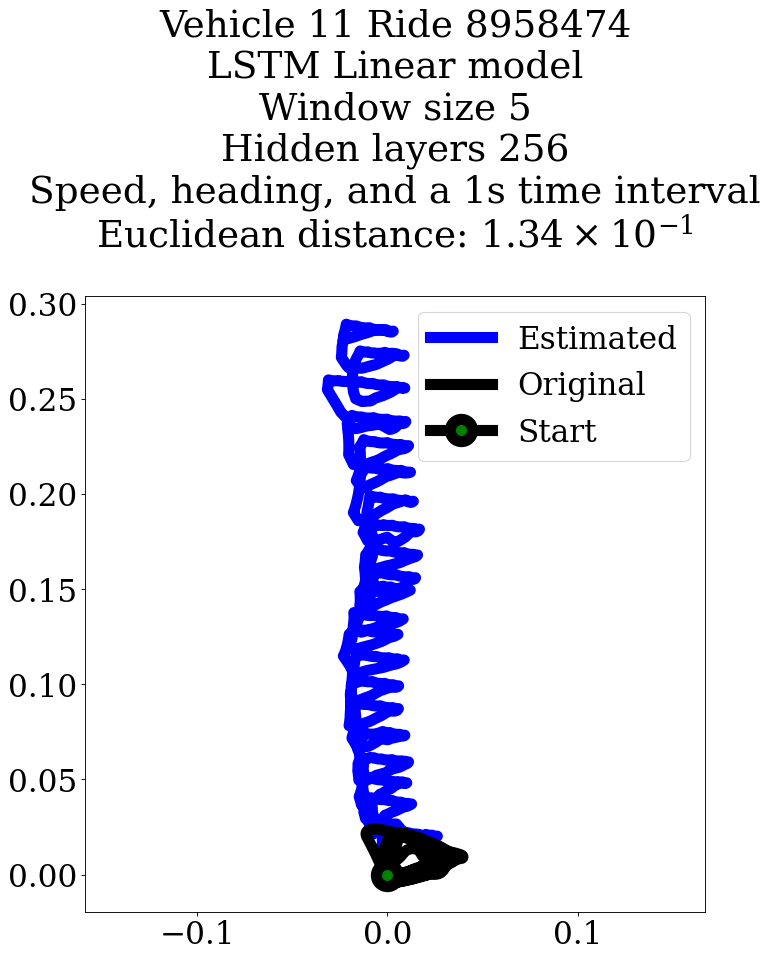 Vehicle 11 Ride 8958474
LSTM Linear model
Window size 5
Hidden layers 256
Speed, heading, and a 1s time interval
Euclidean distance: 1.34 × 10⁻¹
0.30
0.25
0.20
0.15
0.10
0.05
0.00
−0.1
0.0
0.1
Estimated
Original
Start